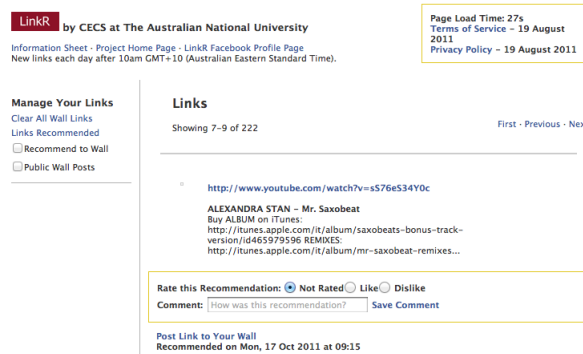 LinkR by CECS at The Australian National University
Information Sheet · Project Home Page · LinkR Facebook Profile Page
New links each day after 10am GMT+10 (Australian Eastern Standard Time).
Page Load Time: 27s
Terms of Service – 19 August
2011
Privacy Policy – 19 August 2011
Manage Your Links
Clear All Wall Links
Links Recommended
Recommend to Wall
Public Wall Posts
Links
Showing 7–9 of 222
First · Previous · Nex
http://www.youtube.com/watch?v=sS76eS34Y0c
ALEXANDRA STAN – Mr. Saxobeat
Buy ALBUM on iTunes:
http://itunes.apple.com/it/album/saxobeats-bonus-track-
version/id465979596 REMIXES:
http://itunes.apple.com/it/album/mr-saxobeat-remixes...
Rate this Recommendation: Not Rated Like Dislike
Comment: How was this recommendation? Save Comment
Post Link to Your Wall
Recommended on Mon, 17 Oct 2011 at 09:15